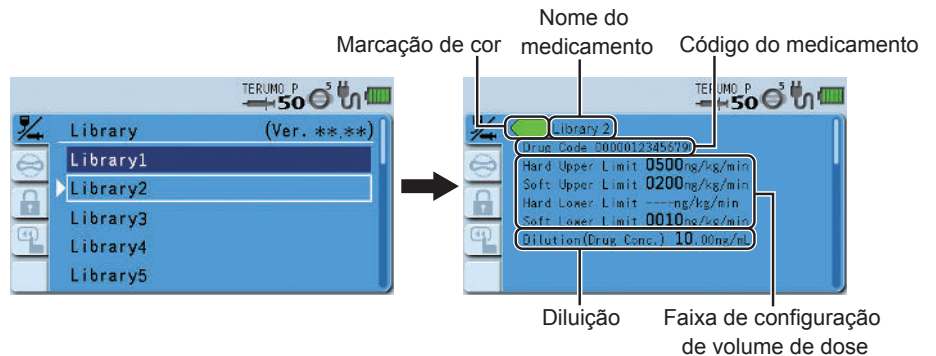 Nome do
medicamento
Marcação de cor
Código do medicamento
TERUMO P
50
5
Library (Ver. **.**)
Library1
Library2
Library3
Library4
Library5
TERUMO P
50
5
Library 2
Drug Code 0000012345679
Hard Upper Limit 0500ng/kg/min
Soft Upper Limit 0200ng/kg/min
Hard Lower Limit ----ng/kg/min
Soft Lower Limit 0010ng/kg/min
Dilution(Drug Conc.) 10.00ng/mL
Diluição
Faixa de configuração
de volume de dose